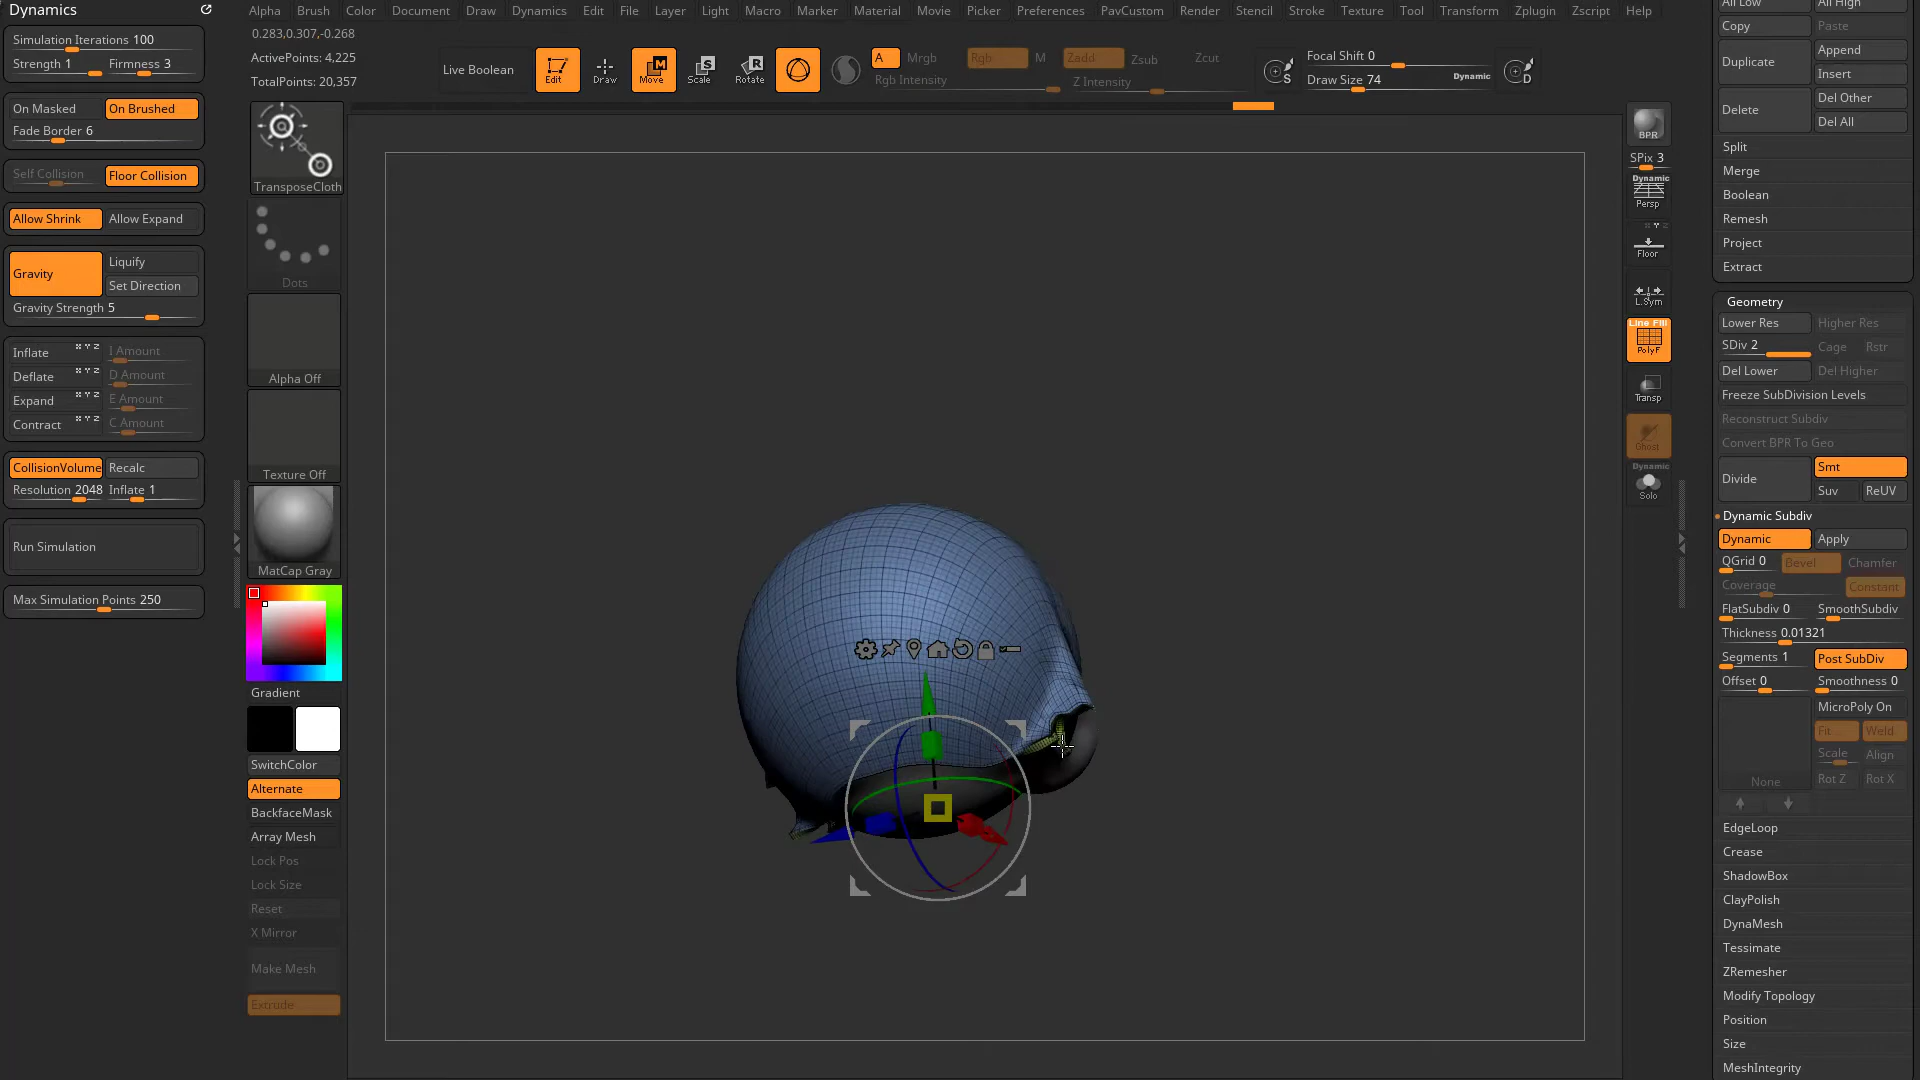 Dynamics
Simulation Iterations 100
Strength 1 Firmness 3
On Masked On Brushed
Fade Border 6
Self Collision Floor Collision
Allow Shrink Allow Expand
Gravity Liquify
Set Direction
Gravity Strength 5
Inflate x Y z I Amount
Deflate x Y z D Amount
Expand x Y z E Amount
Contract x Y z C Amount
CollisionVolume Recalc
Resolution 2048 Inflate 1
Run Simulation
Max Simulation Points 250
Alpha Brush Color Document Draw Dynamics Edit File Layer Light Macro Marker Material Movie Picker Preferences PavCustom Render Stencil Stroke Texture Tool Transform Zplugin Zscript Help
0.283,0.307,-0.268
ActivePoints: 4,225
TotalPoints: 20,357
Live Boolean
Edit Draw Move Scale Rotate
A Mrgb Rgb M Zadd Zsub Zcut
Rgb Intensity Z Intensity
Focal Shift 0
Draw Size 74 Dynamic
S D
TransposeCloth
Dots
Alpha Off
Texture Off
MatCap Gray
Gradient
SwitchColor
Alternate
BackfaceMask
Array Mesh
Lock Pos
Lock Size
Reset
X Mirror
Make Mesh
Extrude
BPR
SPix 3
Dynamic
Persp
Floor
L.Sym
Line Fill
PolyF
Transp
Ghost
Dynamic
Solo
All Low All High
Copy Paste
Duplicate Append
Insert
Delete Del Other
Del All
Split
Merge
Boolean
Remesh
Project
Extract
Geometry
Lower Res Higher Res
SDiv 2 Cage Rstr
Del Lower Del Higher
Freeze SubDivision Levels
Reconstruct Subdiv
Convert BPR To Geo
Divide Smt
Suv ReUV
Dynamic Subdiv
Dynamic Apply
QGrid 0 Bevel Chamfer
Coverage Constant
FlatSubdiv 0 SmoothSubdiv
Thickness 0.01321
Segments 1 Post SubDiv
Offset 0 Smoothness 0
MicroPoly On
Fit ... Weld
Scale Align
None Rot Z Rot X
EdgeLoop
Crease
ShadowBox
ClayPolish
DynaMesh
Tessimate
ZRemesher
Modify Topology
Position
Size
MeshIntegrity